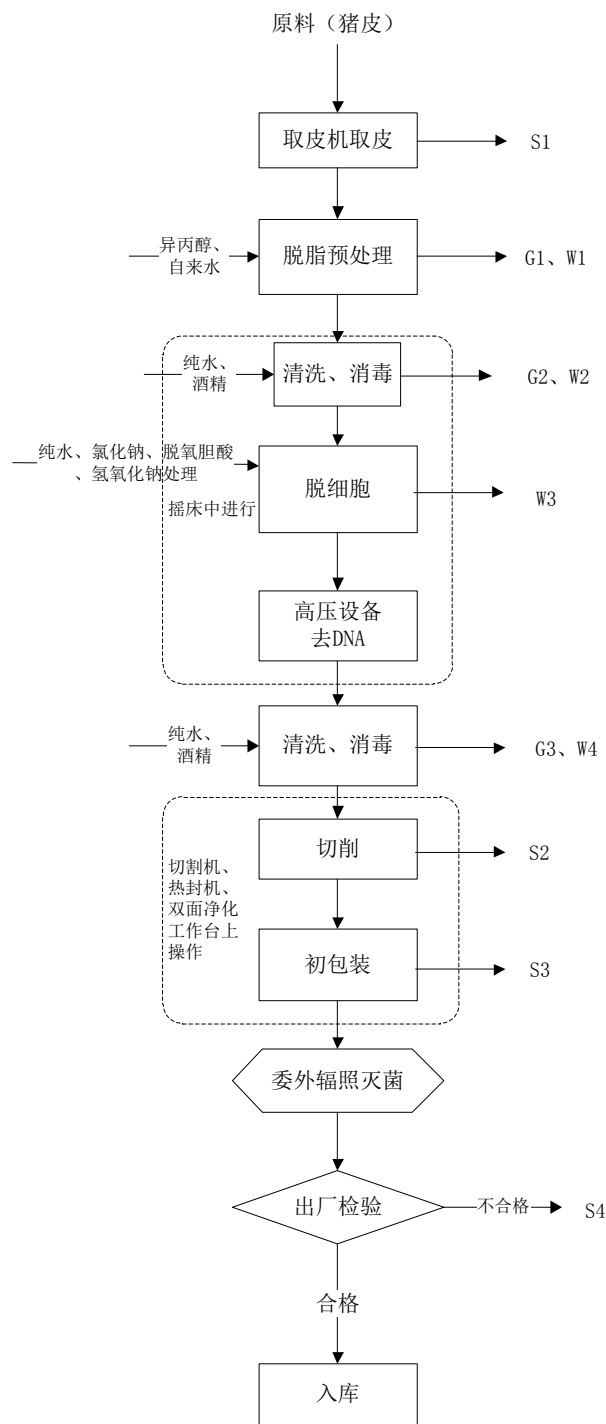 原料（猪皮）
取皮机取皮
S1
异丙醇、
自来水
脱脂预处理
G1、W1
纯水、
酒精
清洗、消毒
G2、W2
纯水、氯化钠、脱氧胆酸
、氢氧化钠处理
脱细胞
W3
摇床中进行
高压设备
去DNA
纯水、
酒精
清洗、消毒
G3、W4
切削
S2
切割机、
热封机、
双面净化
工作台上
操作
初包装
S3
委外辐照灭菌
出厂检验
不合格
S4
合格
入库